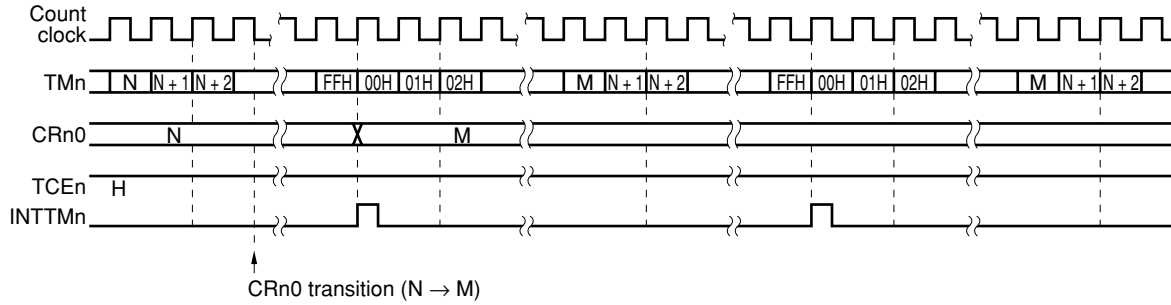 Count clock
TMn N N + 1 N + 2 FFH 00H 01H 02H M N + 1 N + 2 FFH 00H 01H 02H M N + 1 N + 2
CRn0 N M
TCEn H
INTTMn
CRn0 transition (N → M)